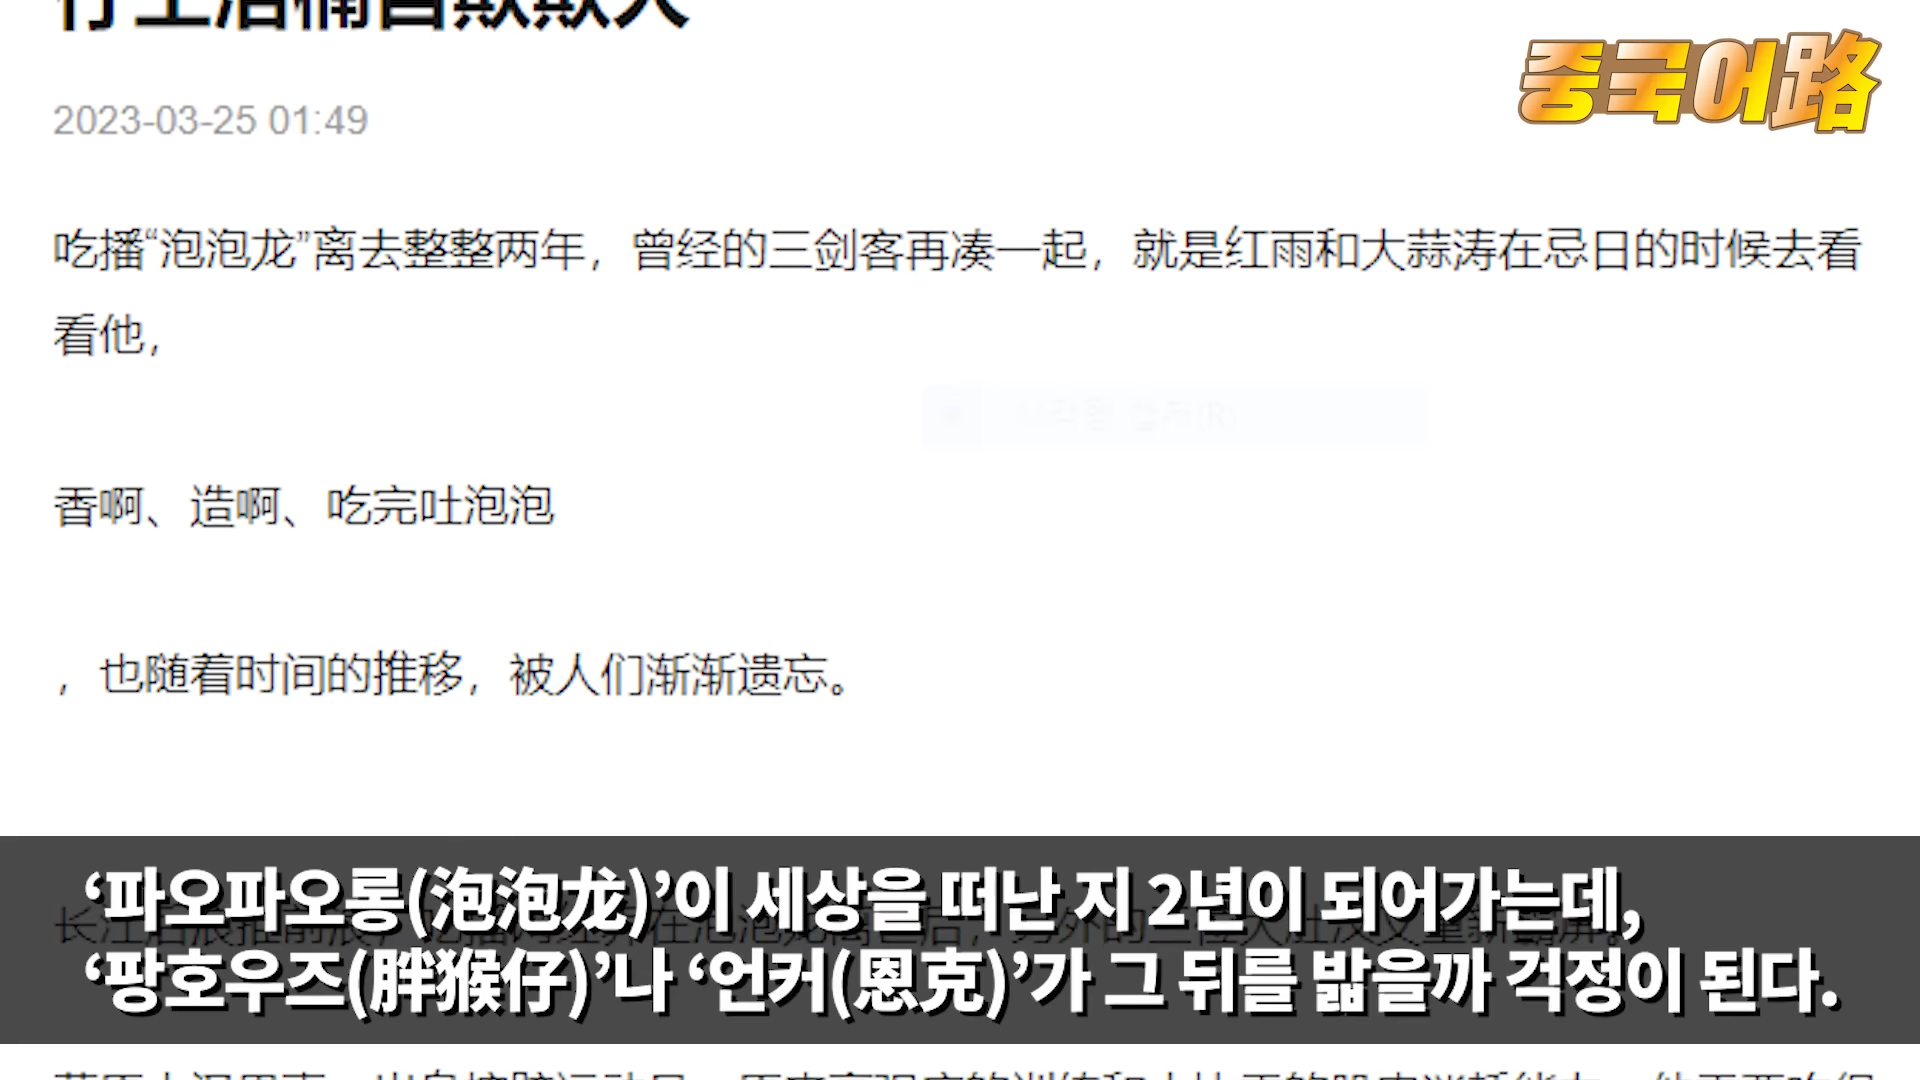 中국어路
2023-03-25 01:49
吃播“泡泡龙”离去整整两年，曾经的三剑客再凑一起，就是红雨和大蒜涛在忌日的时候去看
看他，
香啊、造啊、吃完吐泡泡
，也随着时间的推移，被人们渐渐遗忘。
‘파오파오롱(泡泡龙)’이 세상을 떠난 지 2년이 되어가는데,
‘팡호우즈(胖猴仔)’나 ‘언커(恩克)’가 그 뒤를 밟을까 걱정이 된다.